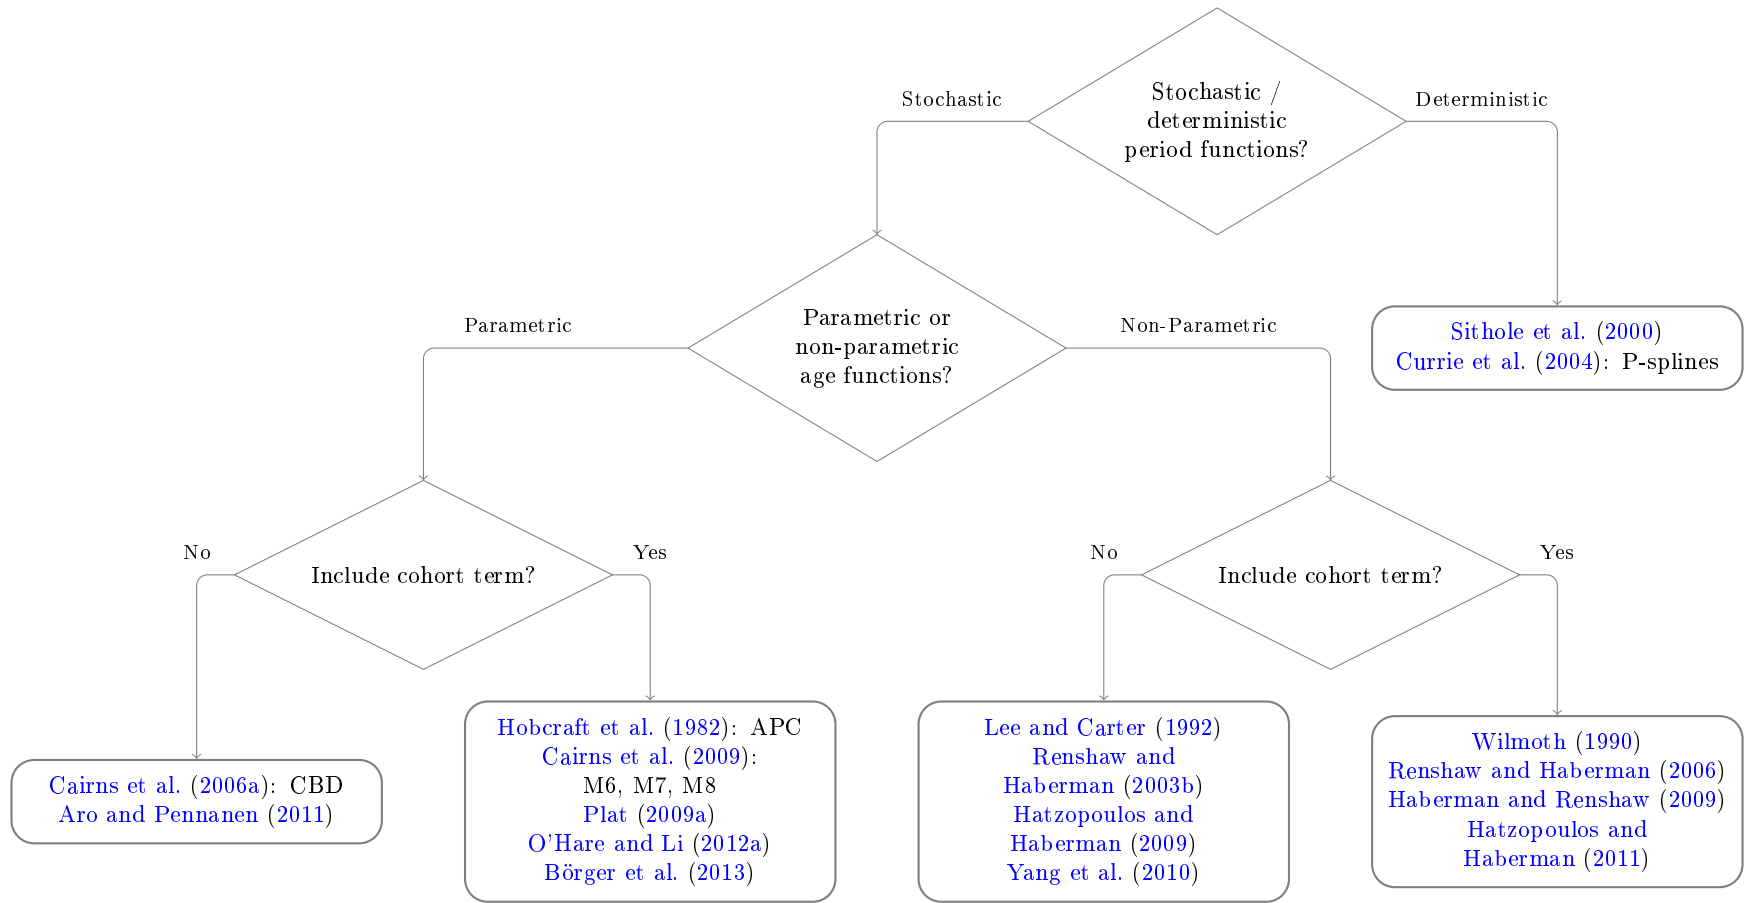 Stochastic /
deterministic
period functions?
Stochastic
Deterministic
Parametric or
non-parametric
age functions?
Parametric
Non-Parametric
Sithole et al. (2000)
Currie et al. (2004): P-splines
Include cohort term?
No
Yes
Include cohort term?
No
Yes
Cairns et al. (2006a): CBD
Aro and Pennanen (2011)
Hobcraft et al. (1982): APC
Cairns et al. (2009):
M6, M7, M8
Plat (2009a)
O'Hare and Li (2012a)
Börger et al. (2013)
Lee and Carter (1992)
Renshaw and
Haberman (2003b)
Hatzopoulos and
Haberman (2009)
Yang et al. (2010)
Wilmoth (1990)
Renshaw and Haberman (2006)
Haberman and Renshaw (2009)
Hatzopoulos and
Haberman (2011)